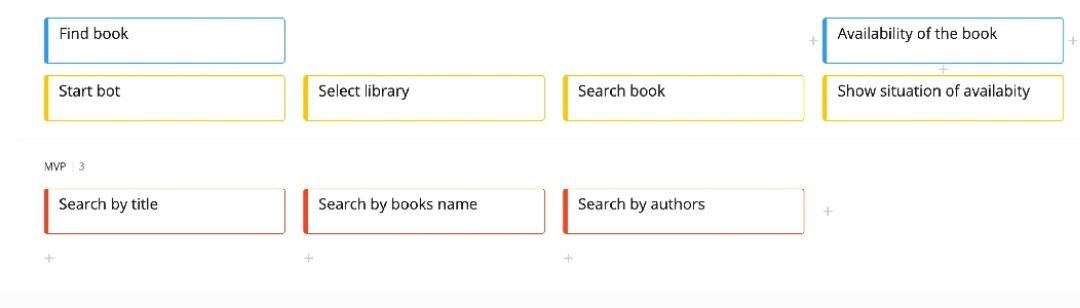 Find book
Availability of the book
Start bot
Select library
Search book
Show situation of availabity
MVP 3
Search by title
Search by books name
Search by authors